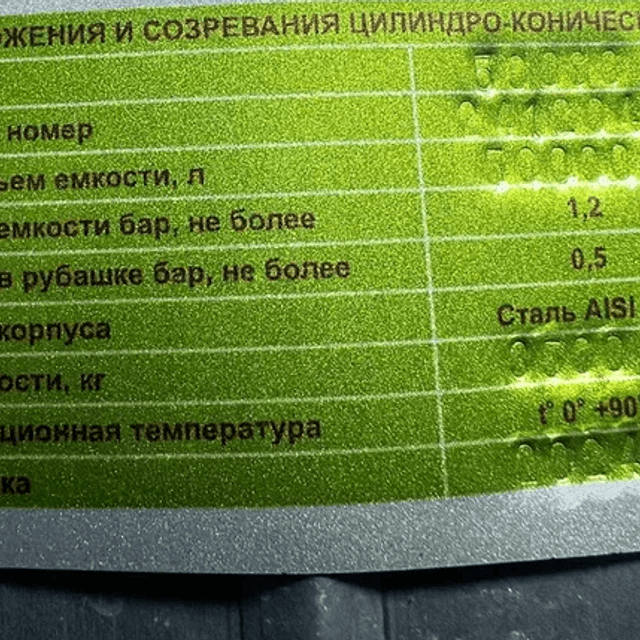 ЖЕНИЯ И СОЗРЕВАНИЯ ЦИЛИНДРО-КОНИЧЕС
номер
ъем емкости, л
емкости бар, не более 1,2
в рубашке бар, не более 0,5
корпуса Сталь AISI
ости, кг
ционная температура t° 0° +90°
ка